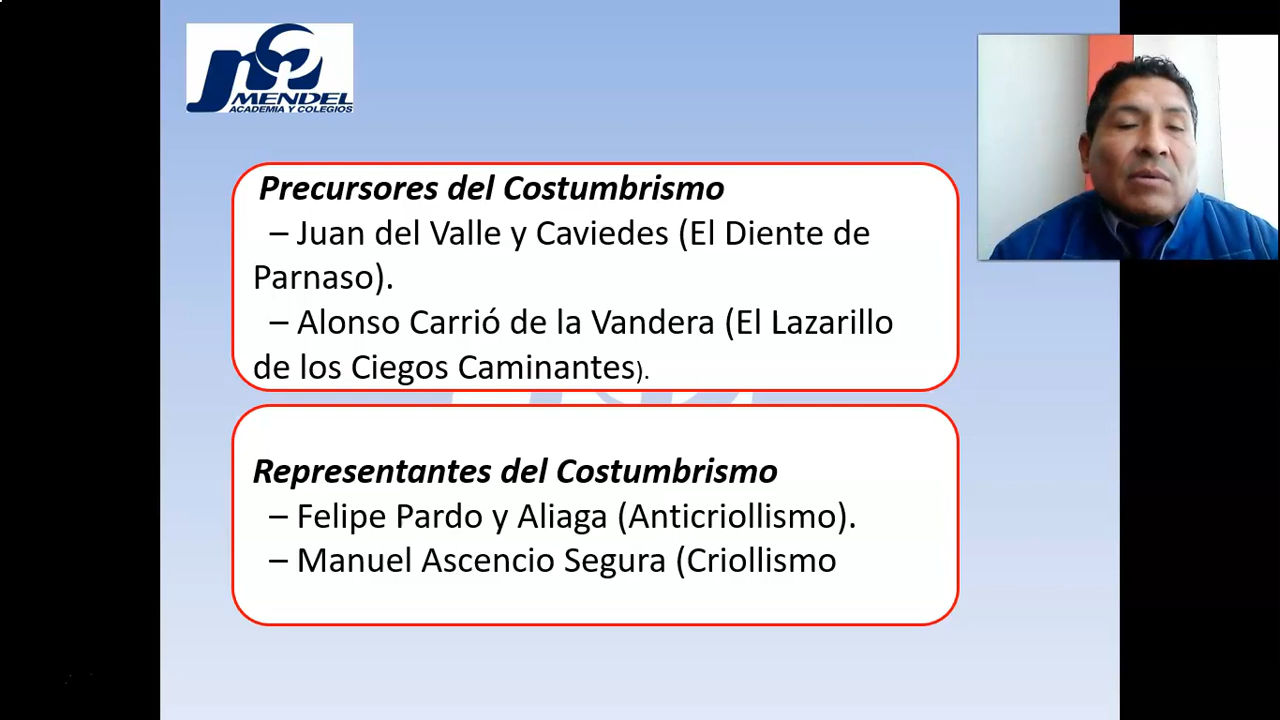 MENDEL
ACADEMIA Y COLEGIOS
Precursores del Costumbrismo
– Juan del Valle y Caviedes (El Diente de
Parnaso).
– Alonso Carrió de la Vandera (El Lazarillo
de los Ciegos Caminantes).
Representantes del Costumbrismo
– Felipe Pardo y Aliaga (Anticriollismo).
– Manuel Ascencio Segura (Criollismo